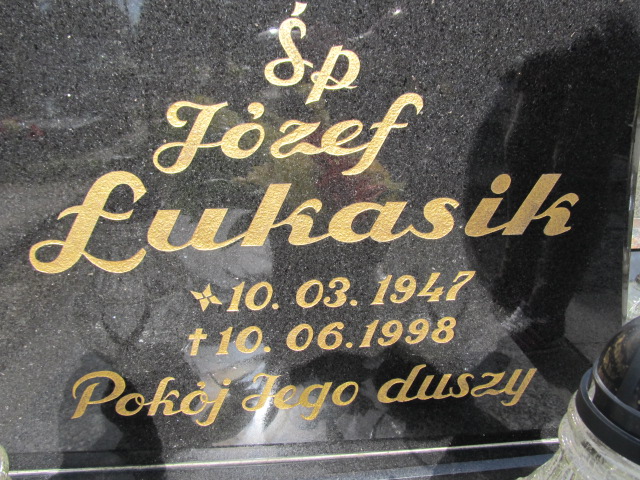 Śp
Józef
Łukasik
10.03.1947
10.06.1998
Pokój Jego duszy